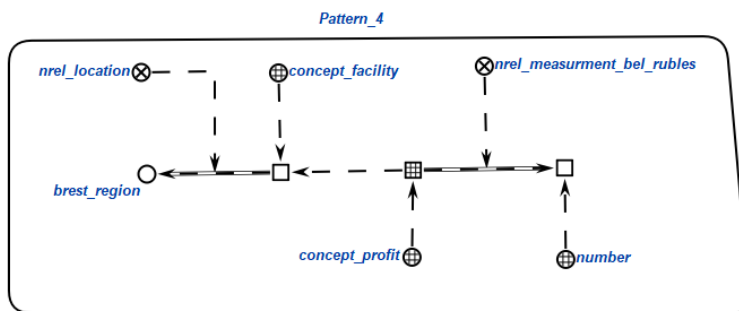 Pattern_4
nrel_location
concept_facility
nrel_measurment_bel_rubles
brest_region
concept_profit
number